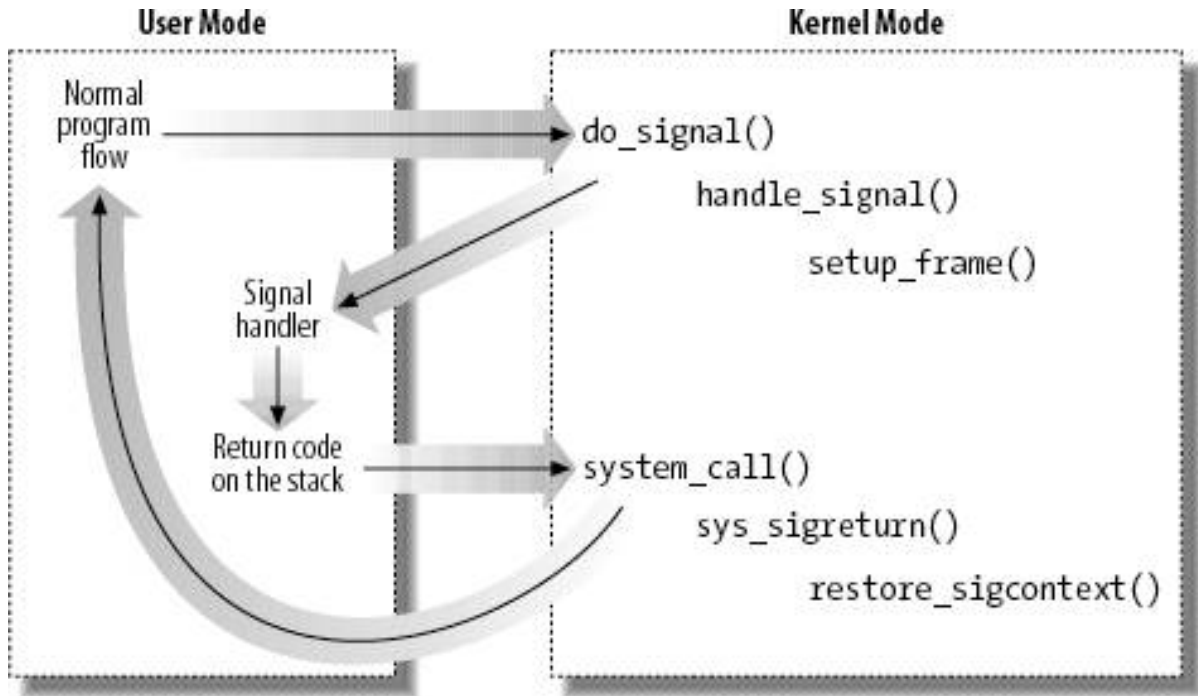 User Mode
Kernel Mode
Normal
program
flow
do_signal()
handle_signal()
setup_frame()
Signal
handler
Return code
on the stack
system_call()
sys_sigreturn()
restore_sigcontext()